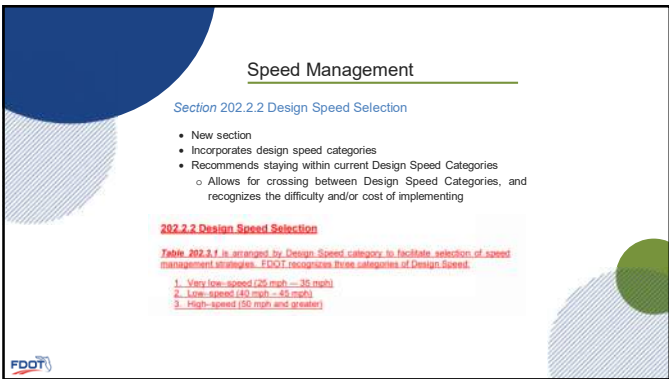 Speed Management
Section 202.2.2 Design Speed Selection
• New section
• Incorporates design speed categories
• Recommends staying within current Design Speed Categories
o Allows for crossing between Design Speed Categories, and
recognizes the difficulty and/or cost of implementing
202.2.2 Design Speed Selection
Table 202.3.1 is arranged by Design Speed category to facilitate selection of speed
management strategies. FDOT recognizes three categories of Design Speed:
1. Very low–speed (25 mph — 35 mph)
2. Low–speed (40 mph – 45 mph)
3. High–speed (50 mph and greater)
FDOT